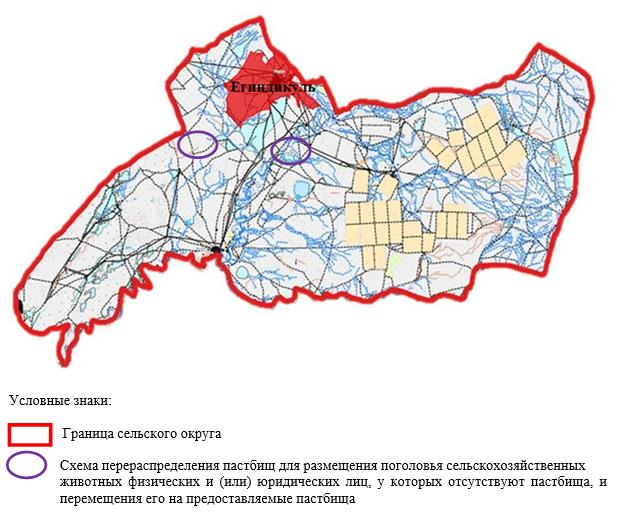 Егиндикуль
Условные знаки:
Граница сельского округа
Схема перераспределения пастбищ для размещения поголовья сельскохозяйственных
животных физических и (или) юридических лиц, у которых отсутствуют пастбища, и
перемещения его на предоставляемые пастбища